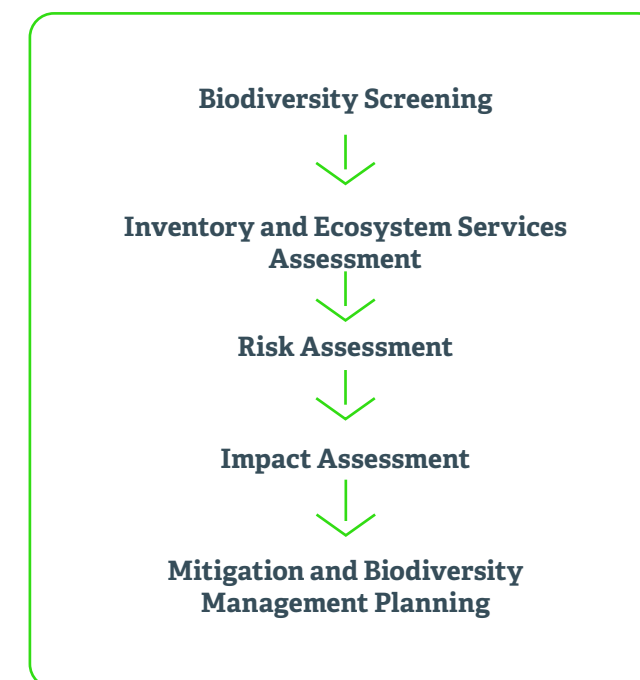 Biodiversity Screening
Inventory and Ecosystem Services
Assessment
Risk Assessment
Impact Assessment
Mitigation and Biodiversity
Management Planning